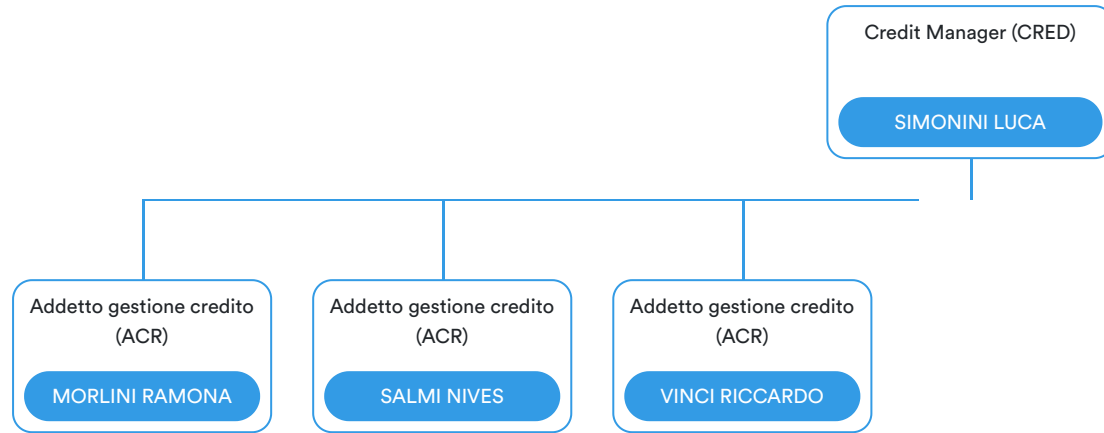 Credit Manager (CRED)
SIMONINI LUCA
Addetto gestione credito
(ACR)
MORLINI RAMONA
Addetto gestione credito
(ACR)
SALMI NIVES
Addetto gestione credito
(ACR)
VINCI RICCARDO